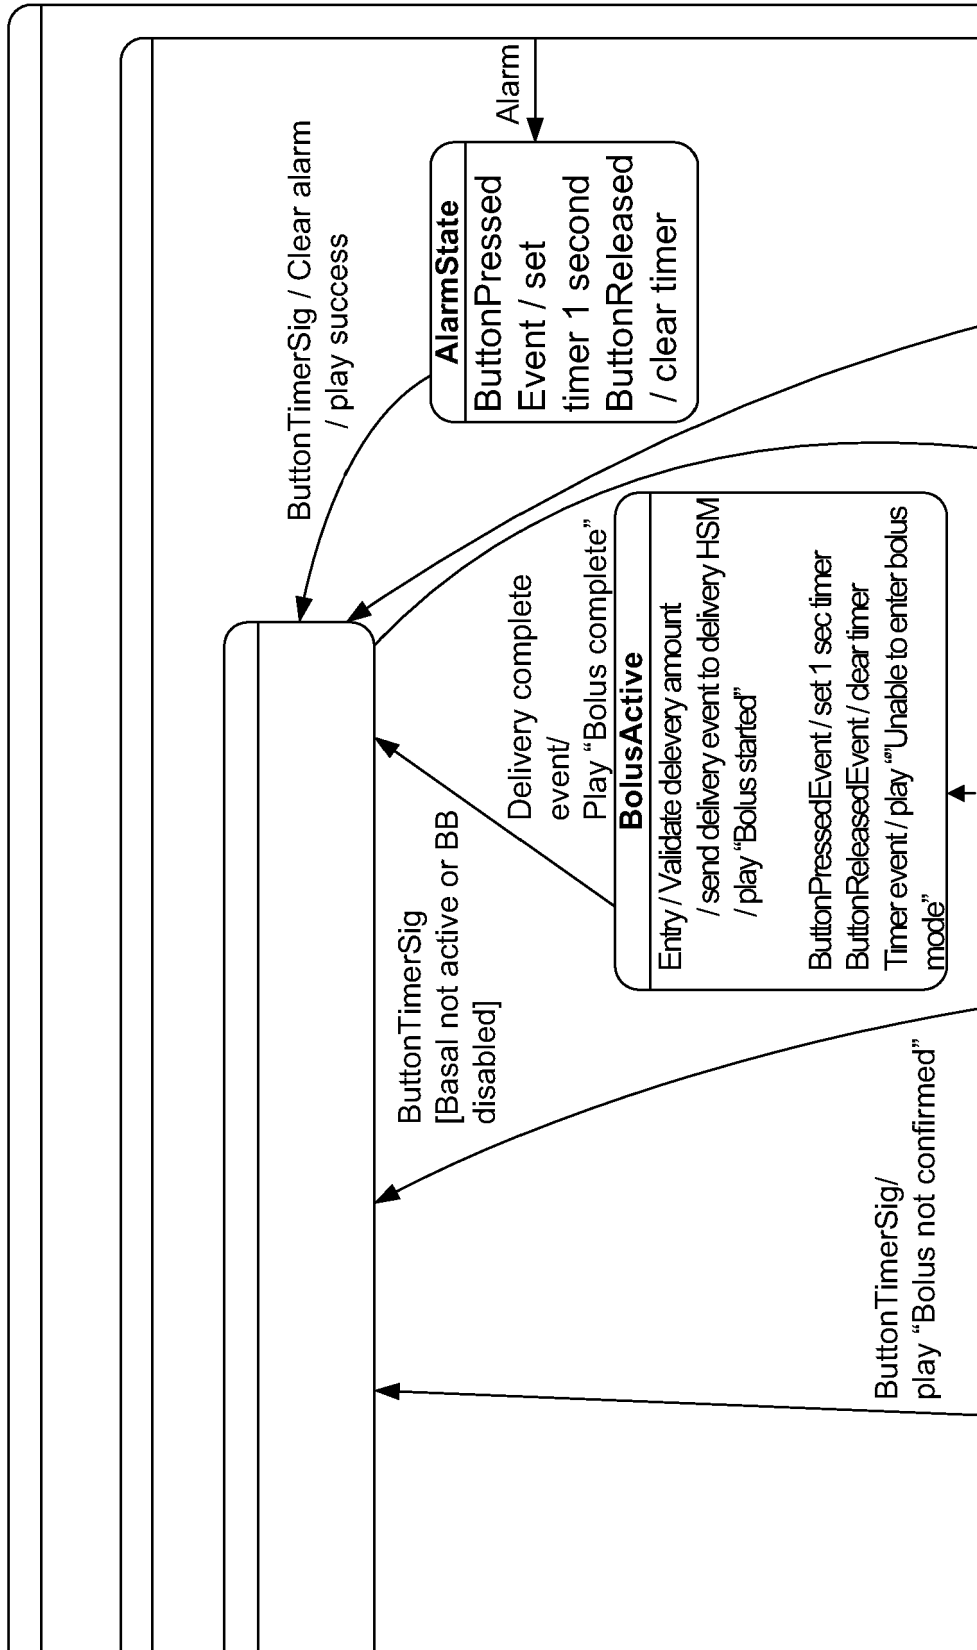 ButtonTimerSig / Clear alarm
/ play success
ButtonTimerSig
[Basal not active or BB
disabled]
AlarmState
ButtonPressed
Event / set
timer 1 second
ButtonReleased
/ clear timer
Alarm
Delivery complete
event/
Play “Bolus complete”
BolusActive
Entry / Validate delevery amount
/ send delivery event to delivery HSM
/ play “Bolus started”
ButtonPressedEvent / set 1 sec timer
ButtonReleasedEvent / clear timer
Timer event / play “”Unable to enter bolus
mode”
ButtonTimerSig/
play “Bolus not confirmed”